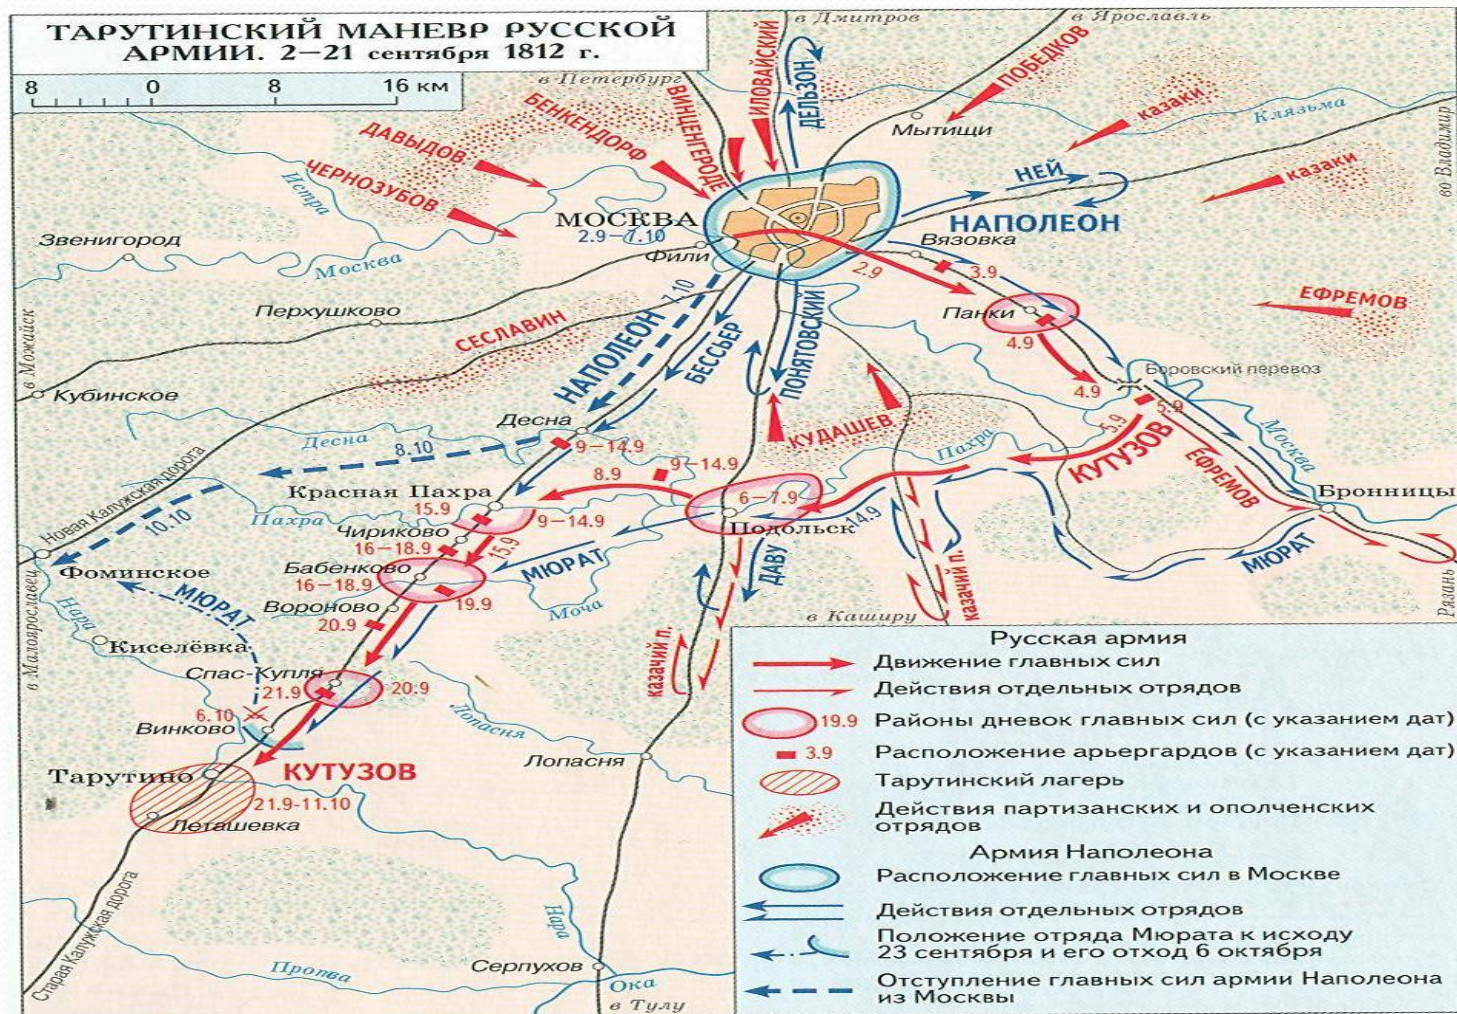 ТАРУТИНСКИЙ МАНЕВР РУССКОЙ
АРМИИ. 2—21 сентября 1812 г.
8 0 8 16 км
в Дмитров
в Ярославль
в Петербург
ВИНЦЕНГЕРОДЕ
ИЛОВАЙСКИЙ
ДЕЛЬЗОН
ПОБЕДКОВ
БЕНКЕНДОРФ
ДАВЫДОВ
ЧЕРНОЗУБОВ
Мытищи
казаки
Клязьма
во Владимир
казаки
Истра
НЕЙ
МОСКВА
2.9—7.10
НАПОЛЕОН
Звенигород
Москва
Фили
Вязовка
2.9
3.9
ЕФРЕМОВ
Перхушково
в Можайск
7.10
НАПОЛЕОН
СЕСЛАВИН
БЕССЬЕР
ПОНЯТОВСКИЙ
Панки
4.9
Боровский перевоз
4.9
5.9
5.9
Кубинское
Десна
Десна
9—14.9
КУДАШЕВ
Пахра
КУТУЗОВ
Москва
ЕФРЕМОВ
Бронницы
8.10
Новая Калужская дорога
Красная Пахра
8.9
9—14.9
6—7.9
Подольск
14.9
10.10
Пахра
15.9
9—14.9
Чириково
16—18.9
15.9
МЮРАТ
ДАВУ
МЮРАТ
Рязань
Фоминское
Бабенково
16—18.9
19.9
Моча
МЮРАТ
Вороново
20.9
казачий п.
в Каширу
казачий п.
Нара
Киселёвка
в Малоярославец
Спас-Купля
21.9
20.9
6.10
Винково
Лопасня
Лопасня
Тарутино
КУТУЗОВ
21.9-11.10
Леташевка
Старая Калужская дорога
Нара
Протва
Серпухов
Ока
в Тулу
Русская армия
Движение главных сил
Действия отдельных отрядов
19.9 Районы дневок главных сил (с указанием дат)
3.9 Расположение арьергардов (с указанием дат)
Тарутинский лагерь
Действия партизанских и ополченских
отрядов
Армия Наполеона
Расположение главных сил в Москве
Действия отдельных отрядов
Положение отряда Мюрата к исходу
23 сентября и его отход 6 октября
Отступление главных сил армии Наполеона
из Москвы